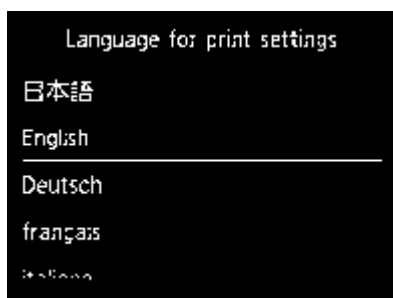 Language for print settings
日本語
English
Deutsch
français